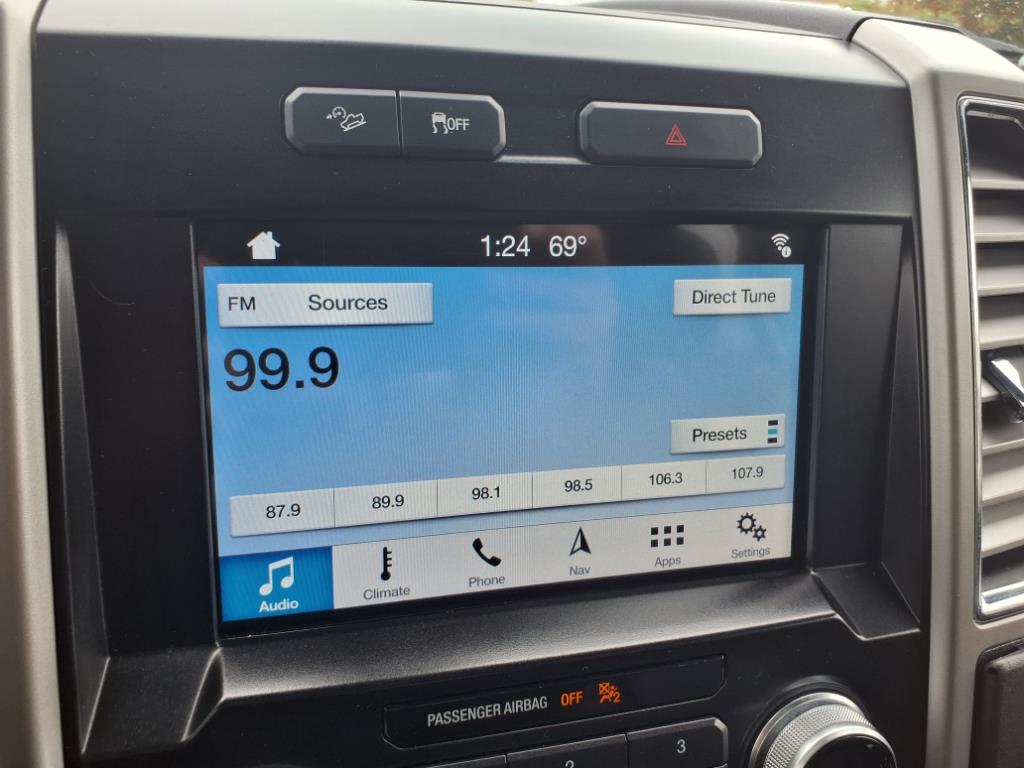 OFF
1:24 69°
FM Sources
Direct Tune
99.9
Presets
87.9 89.9 98.1 98.5 106.3 107.9
Audio Climate Phone Nav Apps Settings
PASSENGER AIRBAG OFF 2
2 3